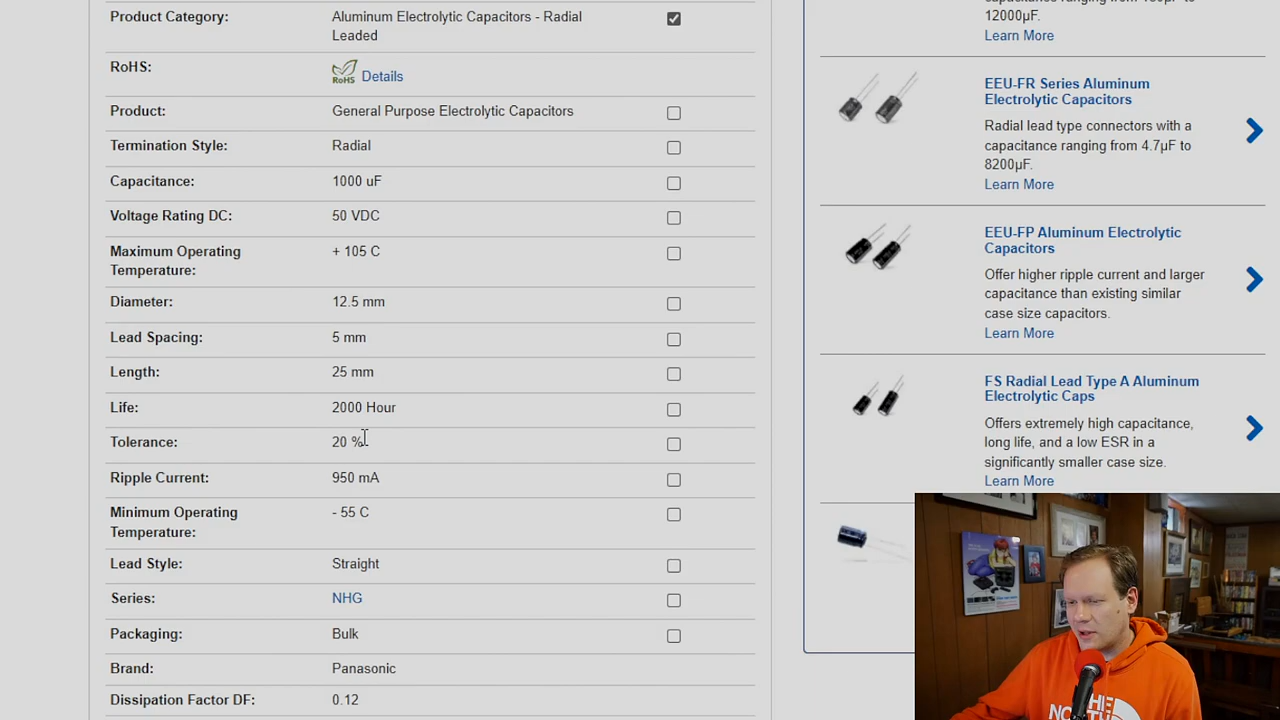 Product Category:
Aluminum Electrolytic Capacitors - Radial
Leaded
RoHS:
RoHS
Details
Product:
General Purpose Electrolytic Capacitors
Termination Style:
Radial
Capacitance:
1000 uF
Voltage Rating DC:
50 VDC
Maximum Operating
Temperature:
+ 105 C
Diameter:
12.5 mm
Lead Spacing:
5 mm
Length:
25 mm
Life:
2000 Hour
Tolerance:
20 %
Ripple Current:
950 mA
Minimum Operating
Temperature:
- 55 C
Lead Style:
Straight
Series:
NHG
Packaging:
Bulk
Brand:
Panasonic
Dissipation Factor DF:
0.12
12000µF.
Learn More
EEU-FR Series Aluminum
Electrolytic Capacitors
Radial lead type connectors with a
capacitance ranging from 4.7µF to
8200µF.
Learn More
EEU-FP Aluminum Electrolytic
Capacitors
Offer higher ripple current and larger
capacitance than existing similar
case size capacitors.
Learn More
FS Radial Lead Type A Aluminum
Electrolytic Caps
Offers extremely high capacitance,
long life, and a low ESR in a
significantly smaller case size.
Learn More
THE